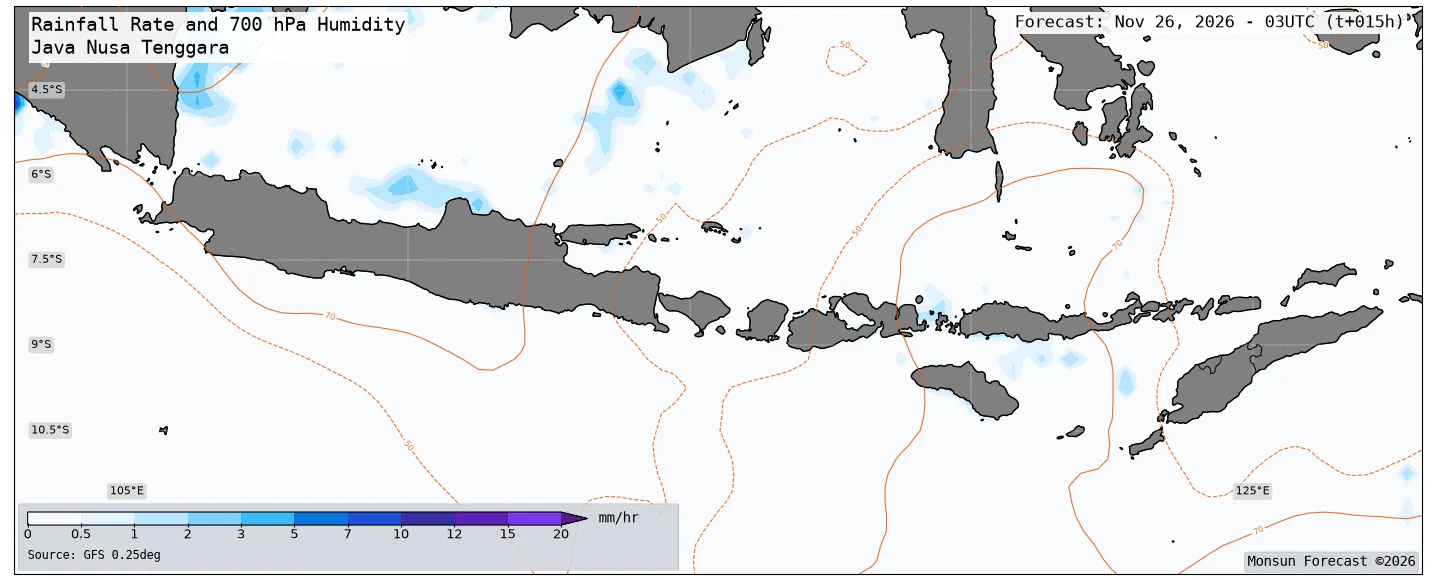 Rainfall Rate and 700 hPa Humidity
Java Nusa Tenggara
Forecast: Nov 26, 2026 - 03UTC (t+015h)
50
50
4.5°S
6°S
50
50
70
7.5°S
70
9°S
50
10.5°S
105°E
125°E
70
0 0.5 1 2 3 5 7 10 12 15 20
mm/hr
Source: GFS 0.25deg
Monsun Forecast ©2026